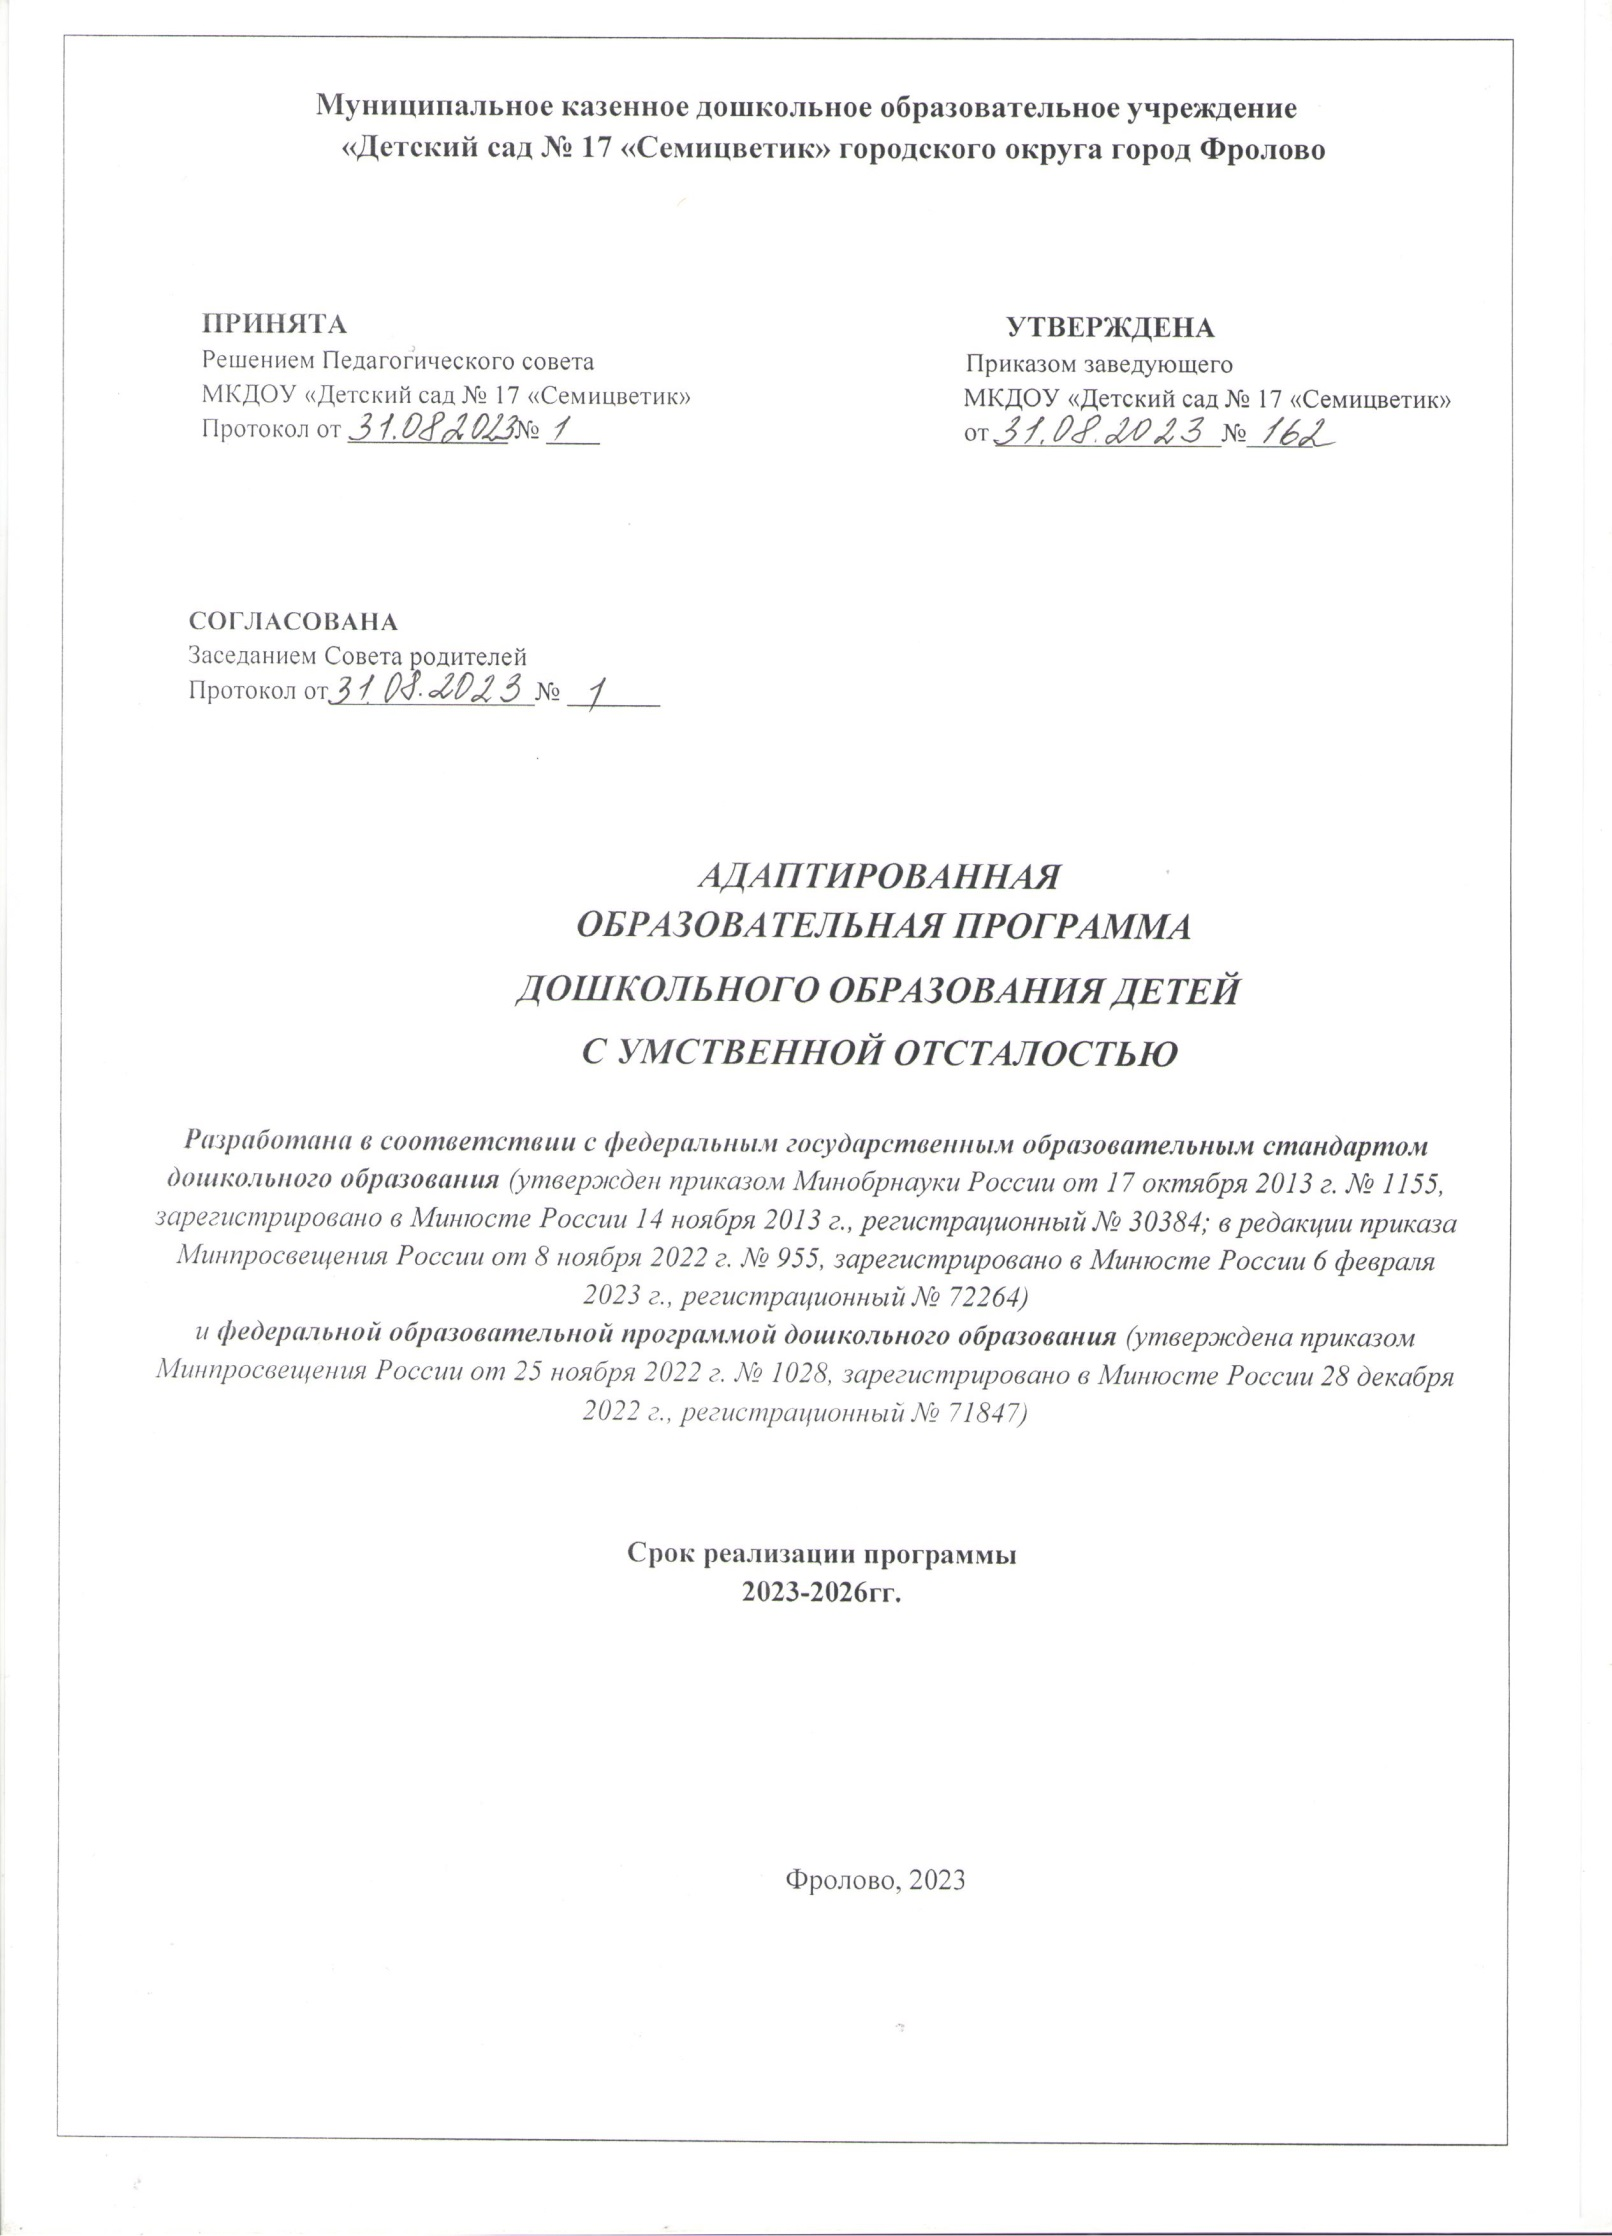 Муниципальное казенное дошкольное образовательное учреждение
«Детский сад № 17 «Семицветик» городского округа город Фролово
ПРИНЯТА
Решением Педагогического совета
МКДОУ «Детский сад № 17 «Семицветик»
Протокол от 31.08.2023 № 1
УТВЕРЖДЕНА
Приказом заведующего
МКДОУ «Детский сад № 17 «Семицветик»
от 31.08.2023 № 162
СОГЛАСОВАНА
Заседанием Совета родителей
Протокол от 31.08.2023 № 1
АДАПТИРОВАННАЯ
ОБРАЗОВАТЕЛЬНАЯ ПРОГРАММА
ДОШКОЛЬНОГО ОБРАЗОВАНИЯ ДЕТЕЙ
С УМСТВЕННОЙ ОТСТАЛОСТЬЮ
Разработана в соответствии с федеральным государственным образовательным стандартом
дошкольного образования (утвержден приказом Минобрнауки России от 17 октября 2013 г. № 1155,
зарегистрировано в Минюсте России 14 ноября 2013 г., регистрационный № 30384; в редакции приказа
Минпросвещения России от 8 ноября 2022 г. № 955, зарегистрировано в Минюсте России 6 февраля
2023 г., регистрационный № 72264)
и федеральной образовательной программой дошкольного образования (утверждена приказом
Минпросвещения России от 25 ноября 2022 г. № 1028, зарегистрировано в Минюсте России 28 декабря
2022 г., регистрационный № 71847)
Срок реализации программы
2023-2026гг.
Фролово, 2023